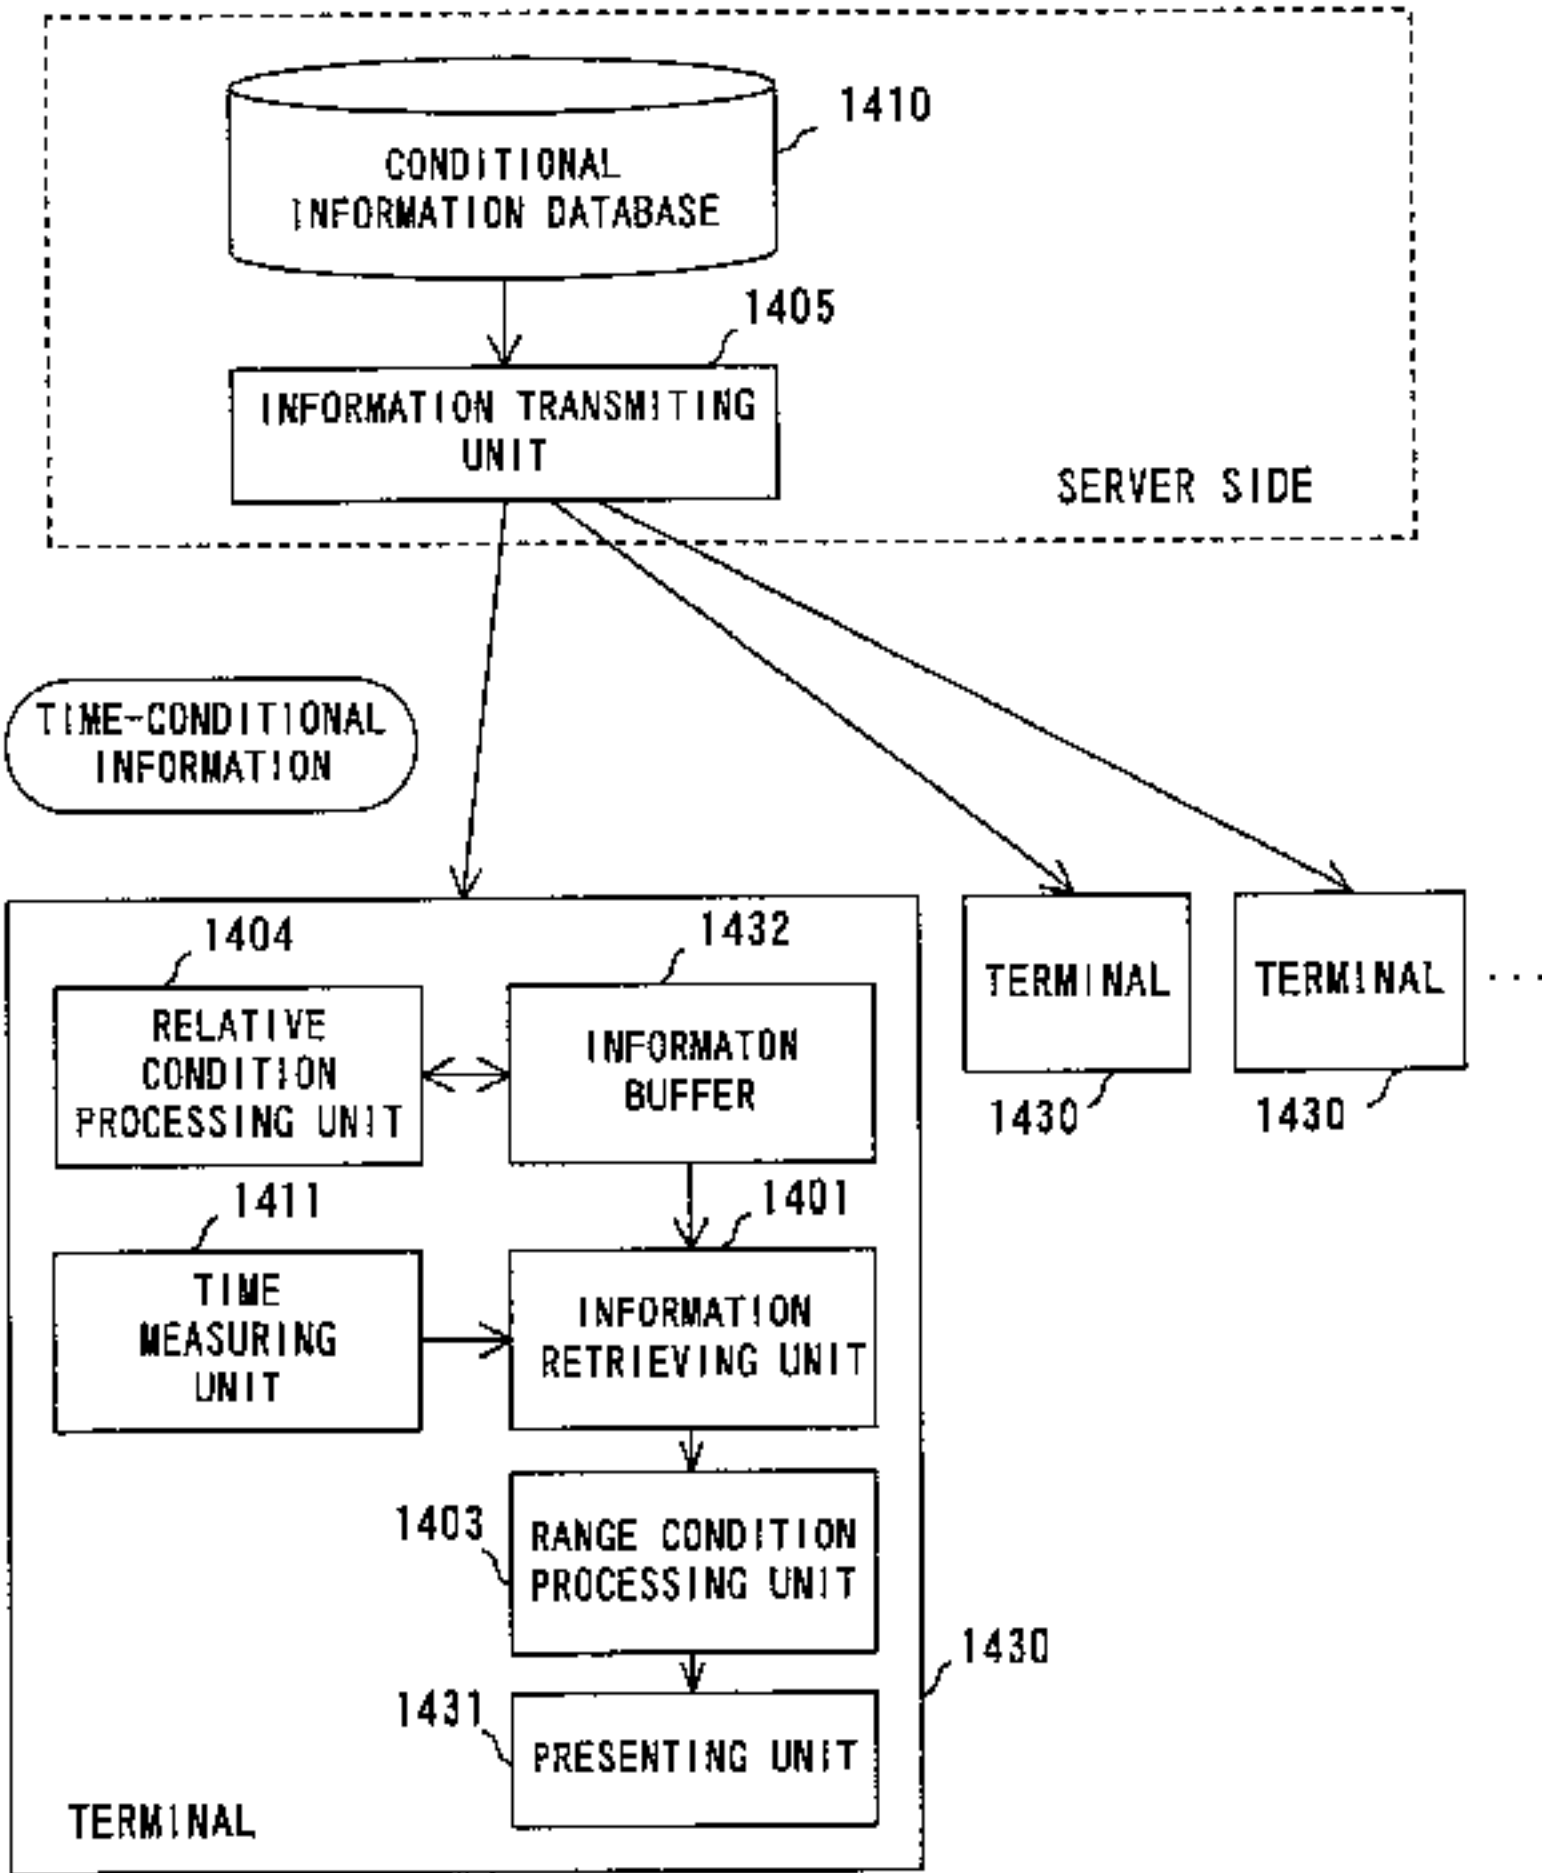 1410
CONDITIONAL
INFORMATION DATABASE
1405
INFORMATION TRANSMITING
UNIT
SERVER SIDE
TIME-CONDITIONAL
INFORMATION
1404
1432
RELATIVE
CONDITION
PROCESSING UNIT
INFORMATON
BUFFER
TERMINAL
TERMINAL
...
1430
1430
1411
1401
TIME
MEASURING
UNIT
INFORMATION
RETRIEVING UNIT
1403
RANGE CONDITION
PROCESSING UNIT
1430
1431
PRESENTING UNIT
TERMINAL